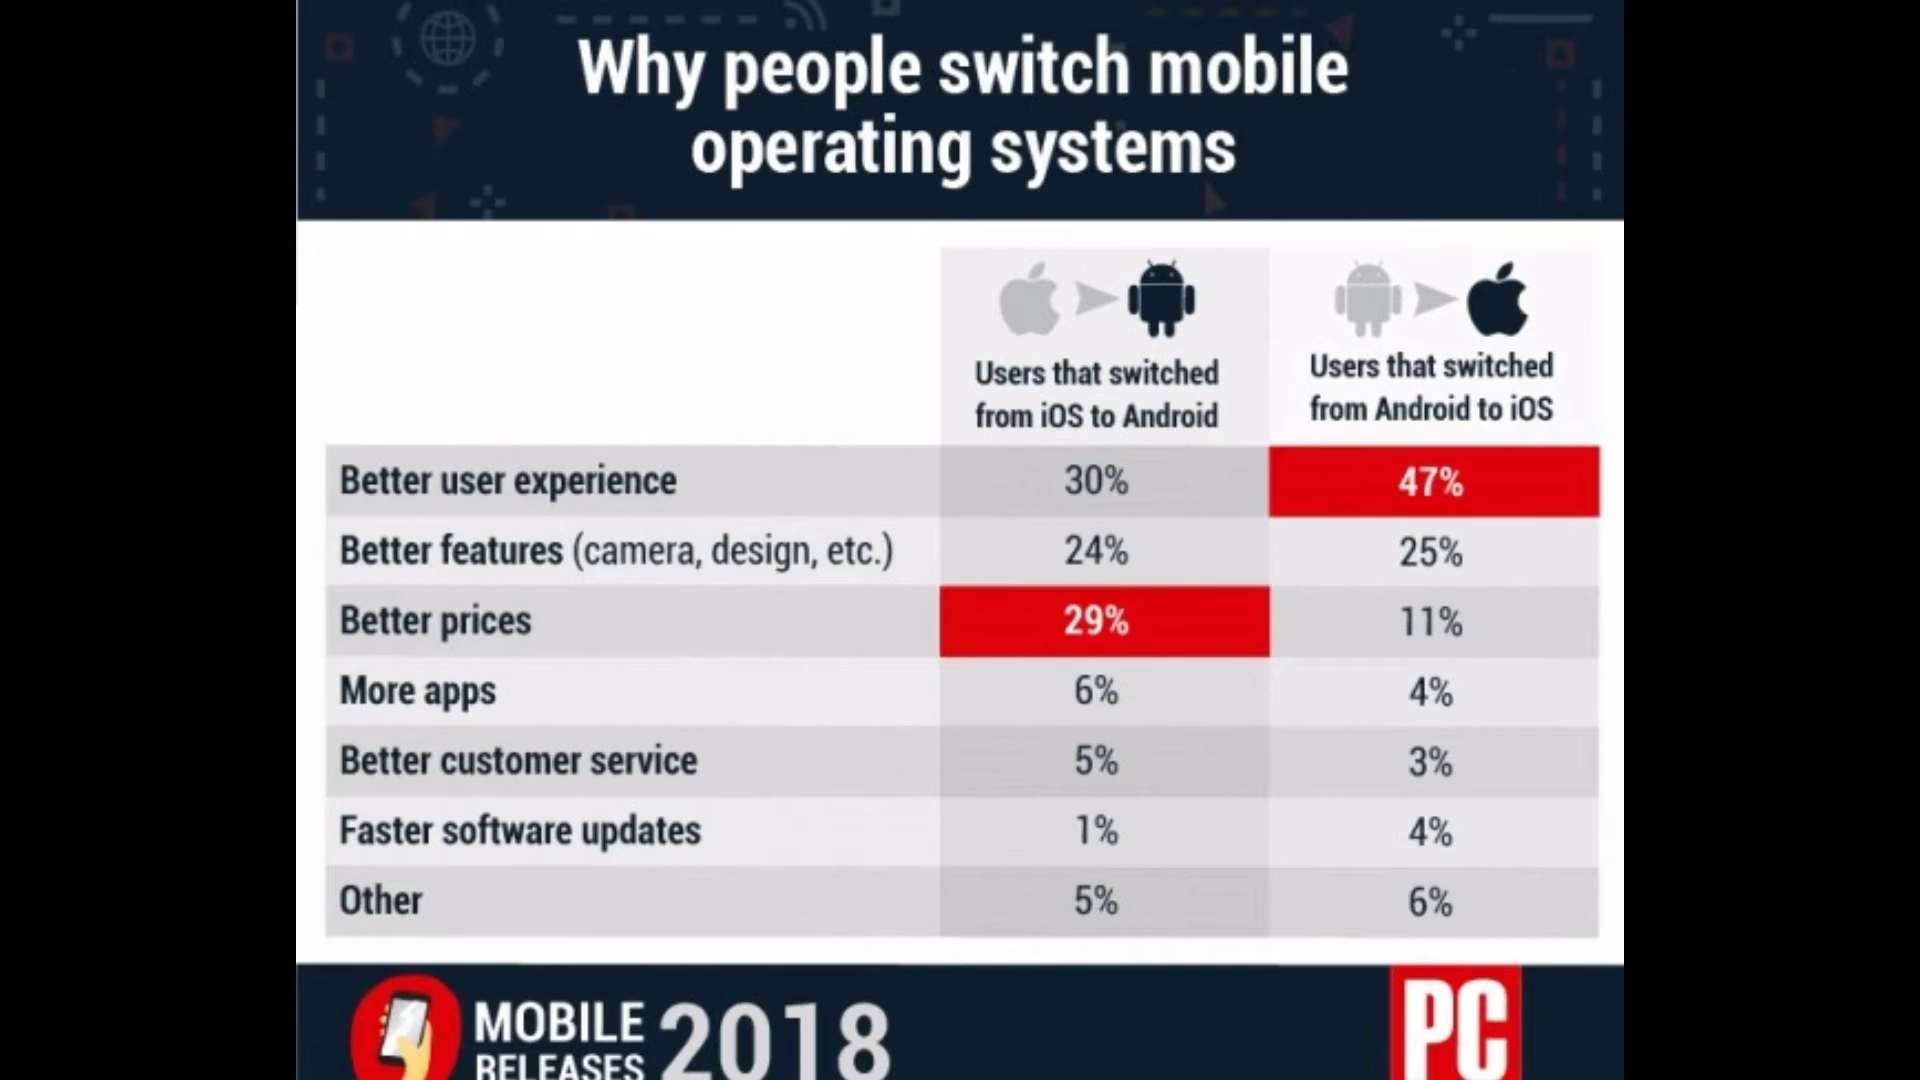 Why people switch mobile
operating systems
Users that switched
from iOS to Android
Users that switched
from Android to iOS
Better user experience 30% 47%
Better features (camera, design, etc.) 24% 25%
Better prices 29% 11%
More apps 6% 4%
Better customer service 5% 3%
Faster software updates 1% 4%
Other 5% 6%
MOBILE
RELEASES 2018
PC